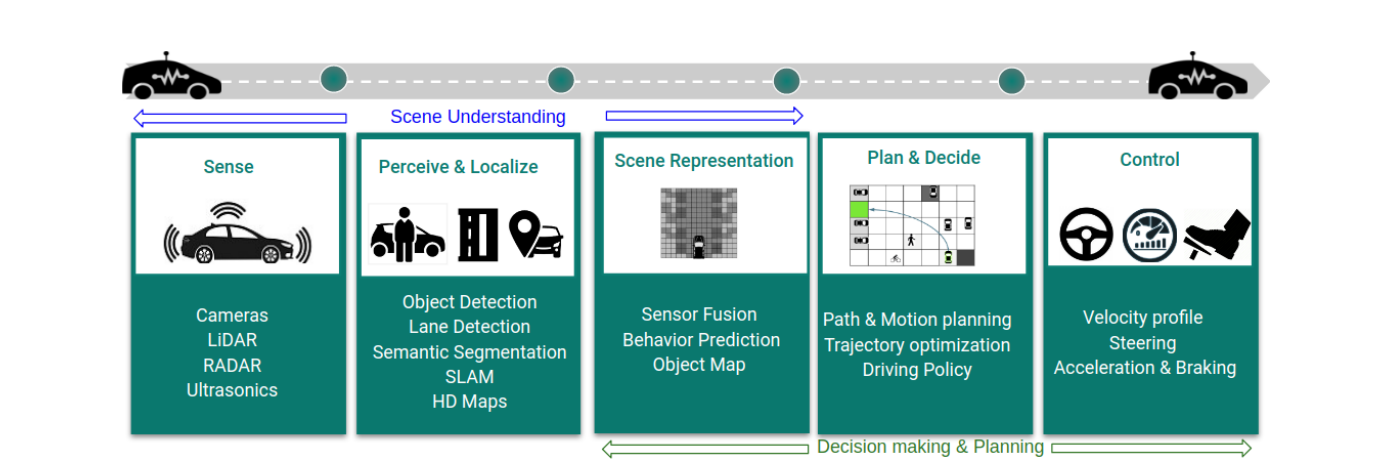 Scene Understanding
Sense
Cameras
LiDAR
RADAR
Ultrasonics
Perceive & Localize
Object Detection
Lane Detection
Semantic Segmentation
SLAM
HD Maps
Scene Representation
Sensor Fusion
Behavior Prediction
Object Map
Plan & Decide
Path & Motion planning
Trajectory optimization
Driving Policy
Control
Velocity profile
Steering
Acceleration & Braking
Decision making & Planning